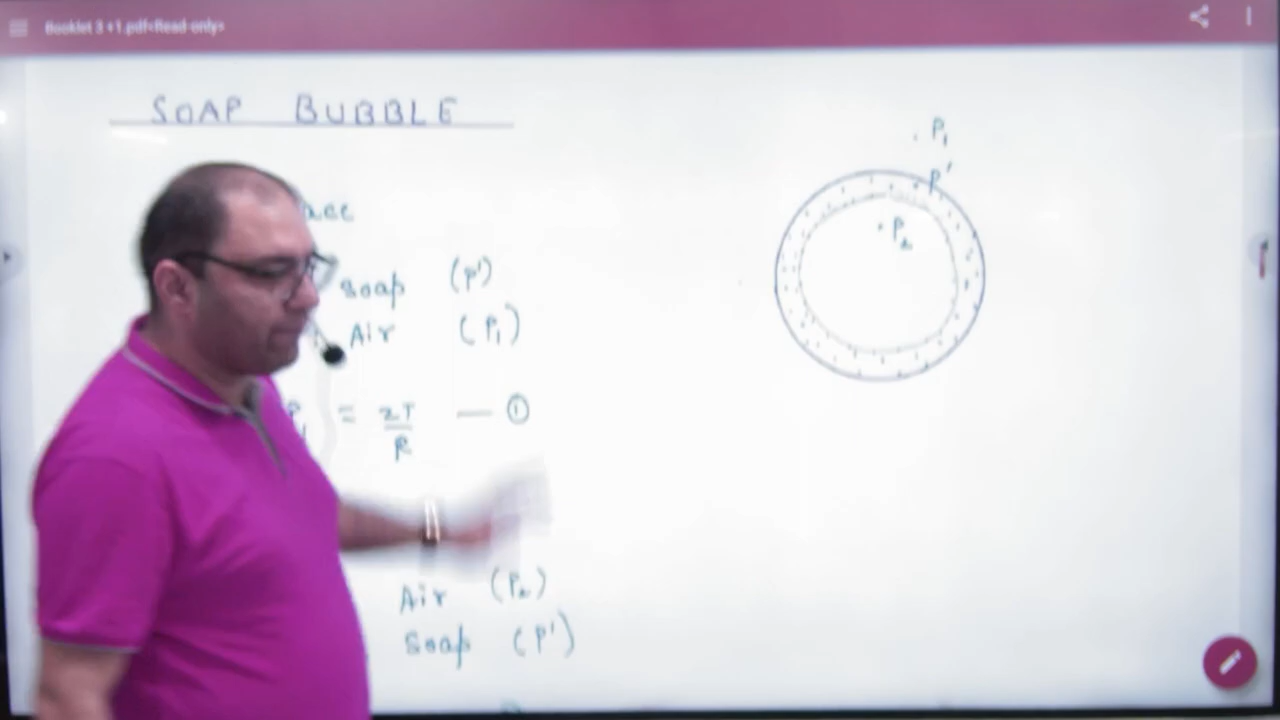 Booklet 3 +1.pdf<Read-only>
SOAP BUBBLE
P₁
P'
P₂
ace
Soap (P')
Air (P₁)
P₁ = 2T/R — ①
Air (P₂)
Soap (P')